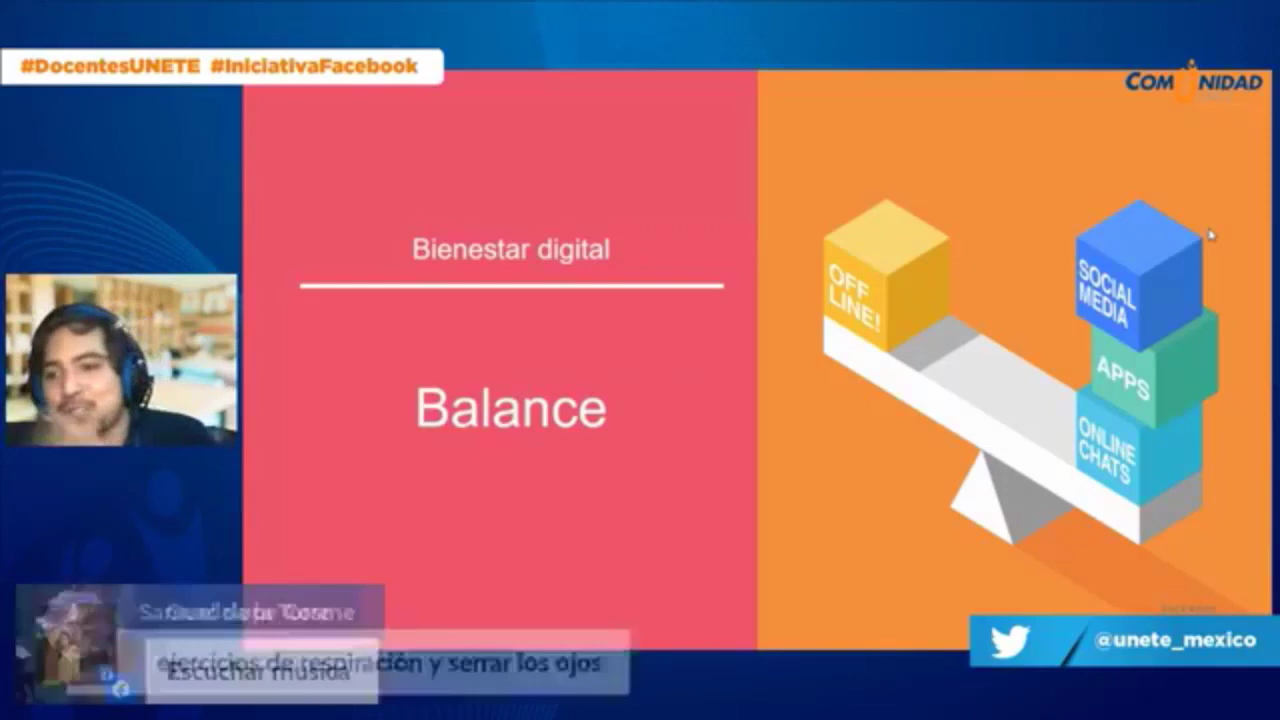 #DocentesUNETE #IniciativaFacebook
COMUNIDAD
Bienestar digital
Balance
OFF
LINE!
SOCIAL
MEDIA
APPS
ONLINE
CHATS
ejercicios de respiración y serrar los ojos
Escuchar musida
@unete_mexico